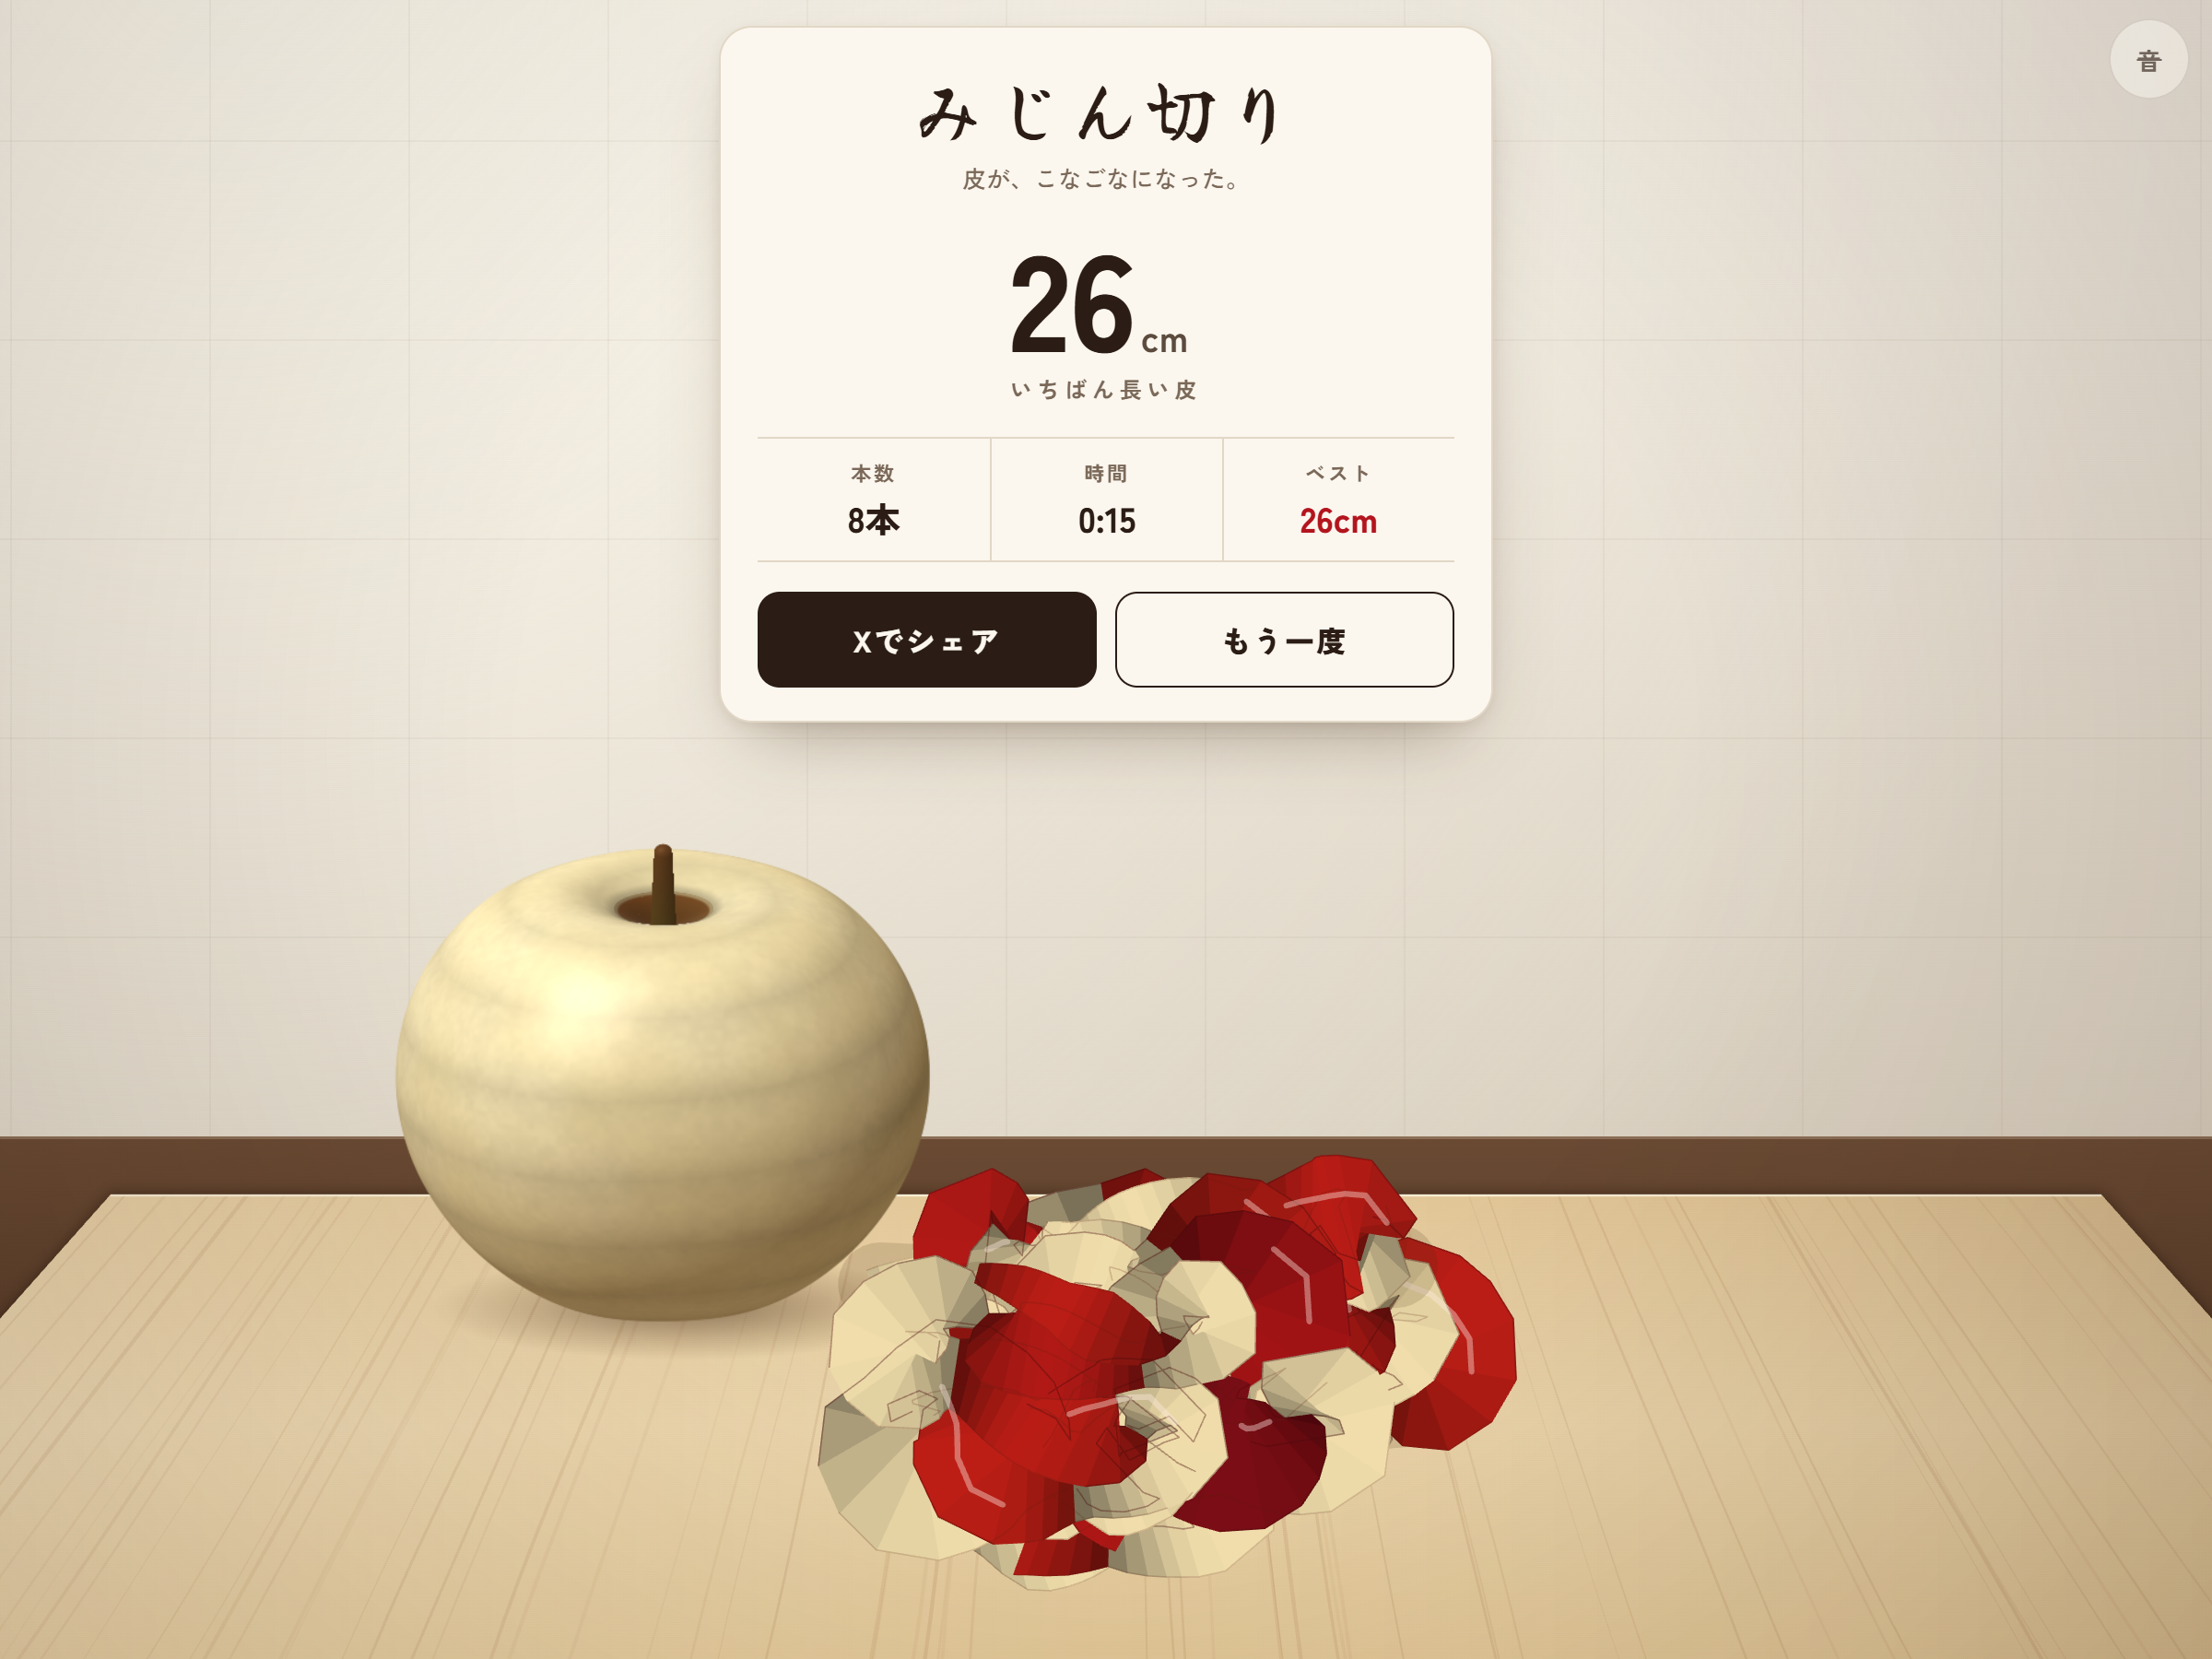 音
みじん切り
皮が、こなごなになった。
26cm
いちばん長い皮
本数 時間 ベスト
8本 0:15 26cm
Xでシェア もう一度